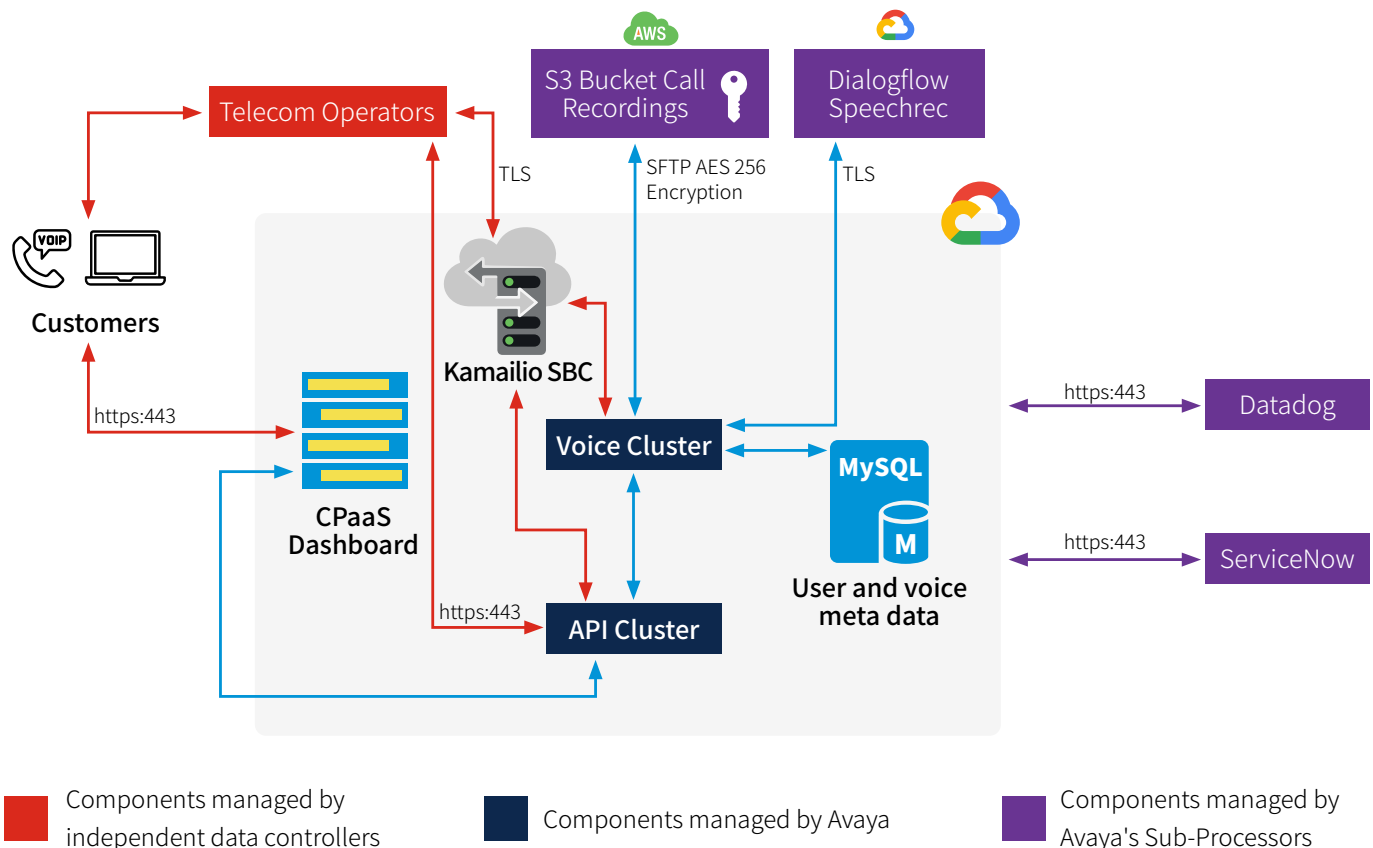 AWS
S3 Bucket Call
Recordings
Dialogflow
Speechrec
Telecom Operators
TLS
SFTP AES 256
Encryption
TLS
VOIP
Customers
Kamailio SBC
https:443
https:443
Datadog
Voice Cluster
MySQL
M
CPaaS
Dashboard
https:443
ServiceNow
User and voice
meta data
https:443
API Cluster
Components managed by
independent data controllers
Components managed by Avaya
Components managed by
Avaya's Sub-Processors